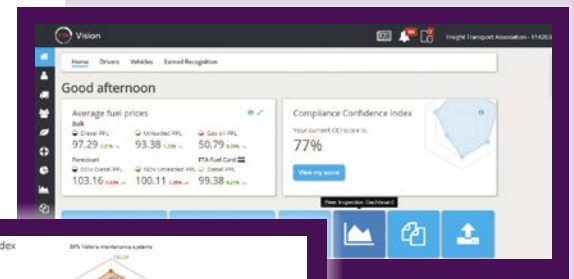 Vision
Freight Transport Association - 114203
Home Drivers Vehicles Earned Recognition
Good afternoon
Average fuel prices
Bulk
Diesel PPL Unleaded PPL Gas oil PPL
97.29 93.38 50.79
Forecourt FTA Fuel Card
Diesel PPL Unleaded PPL Diesel PPL
103.16 100.11 99.38
Compliance Confidence Index
Your current CCI score is:
77%
View my score
Fleet Inspection Dashboard
dex
maintenance systems